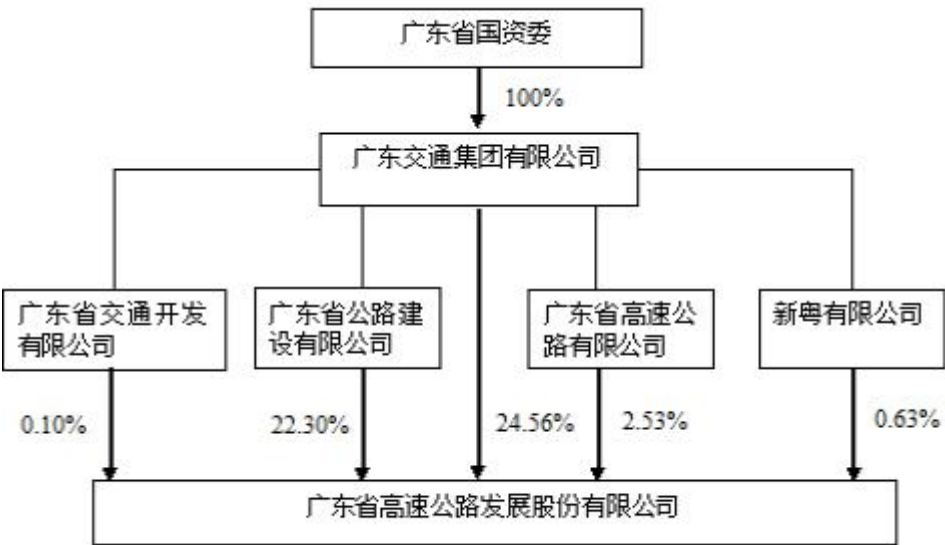 广东省国资委
100%
广东交通集团有限公司
广东省交通开发
有限公司
广东省公路建
设有限公司
广东省高速公
路有限公司
新粤有限公司
0.10%
22.30%
24.56%
2.53%
0.63%
广东省高速公路发展股份有限公司